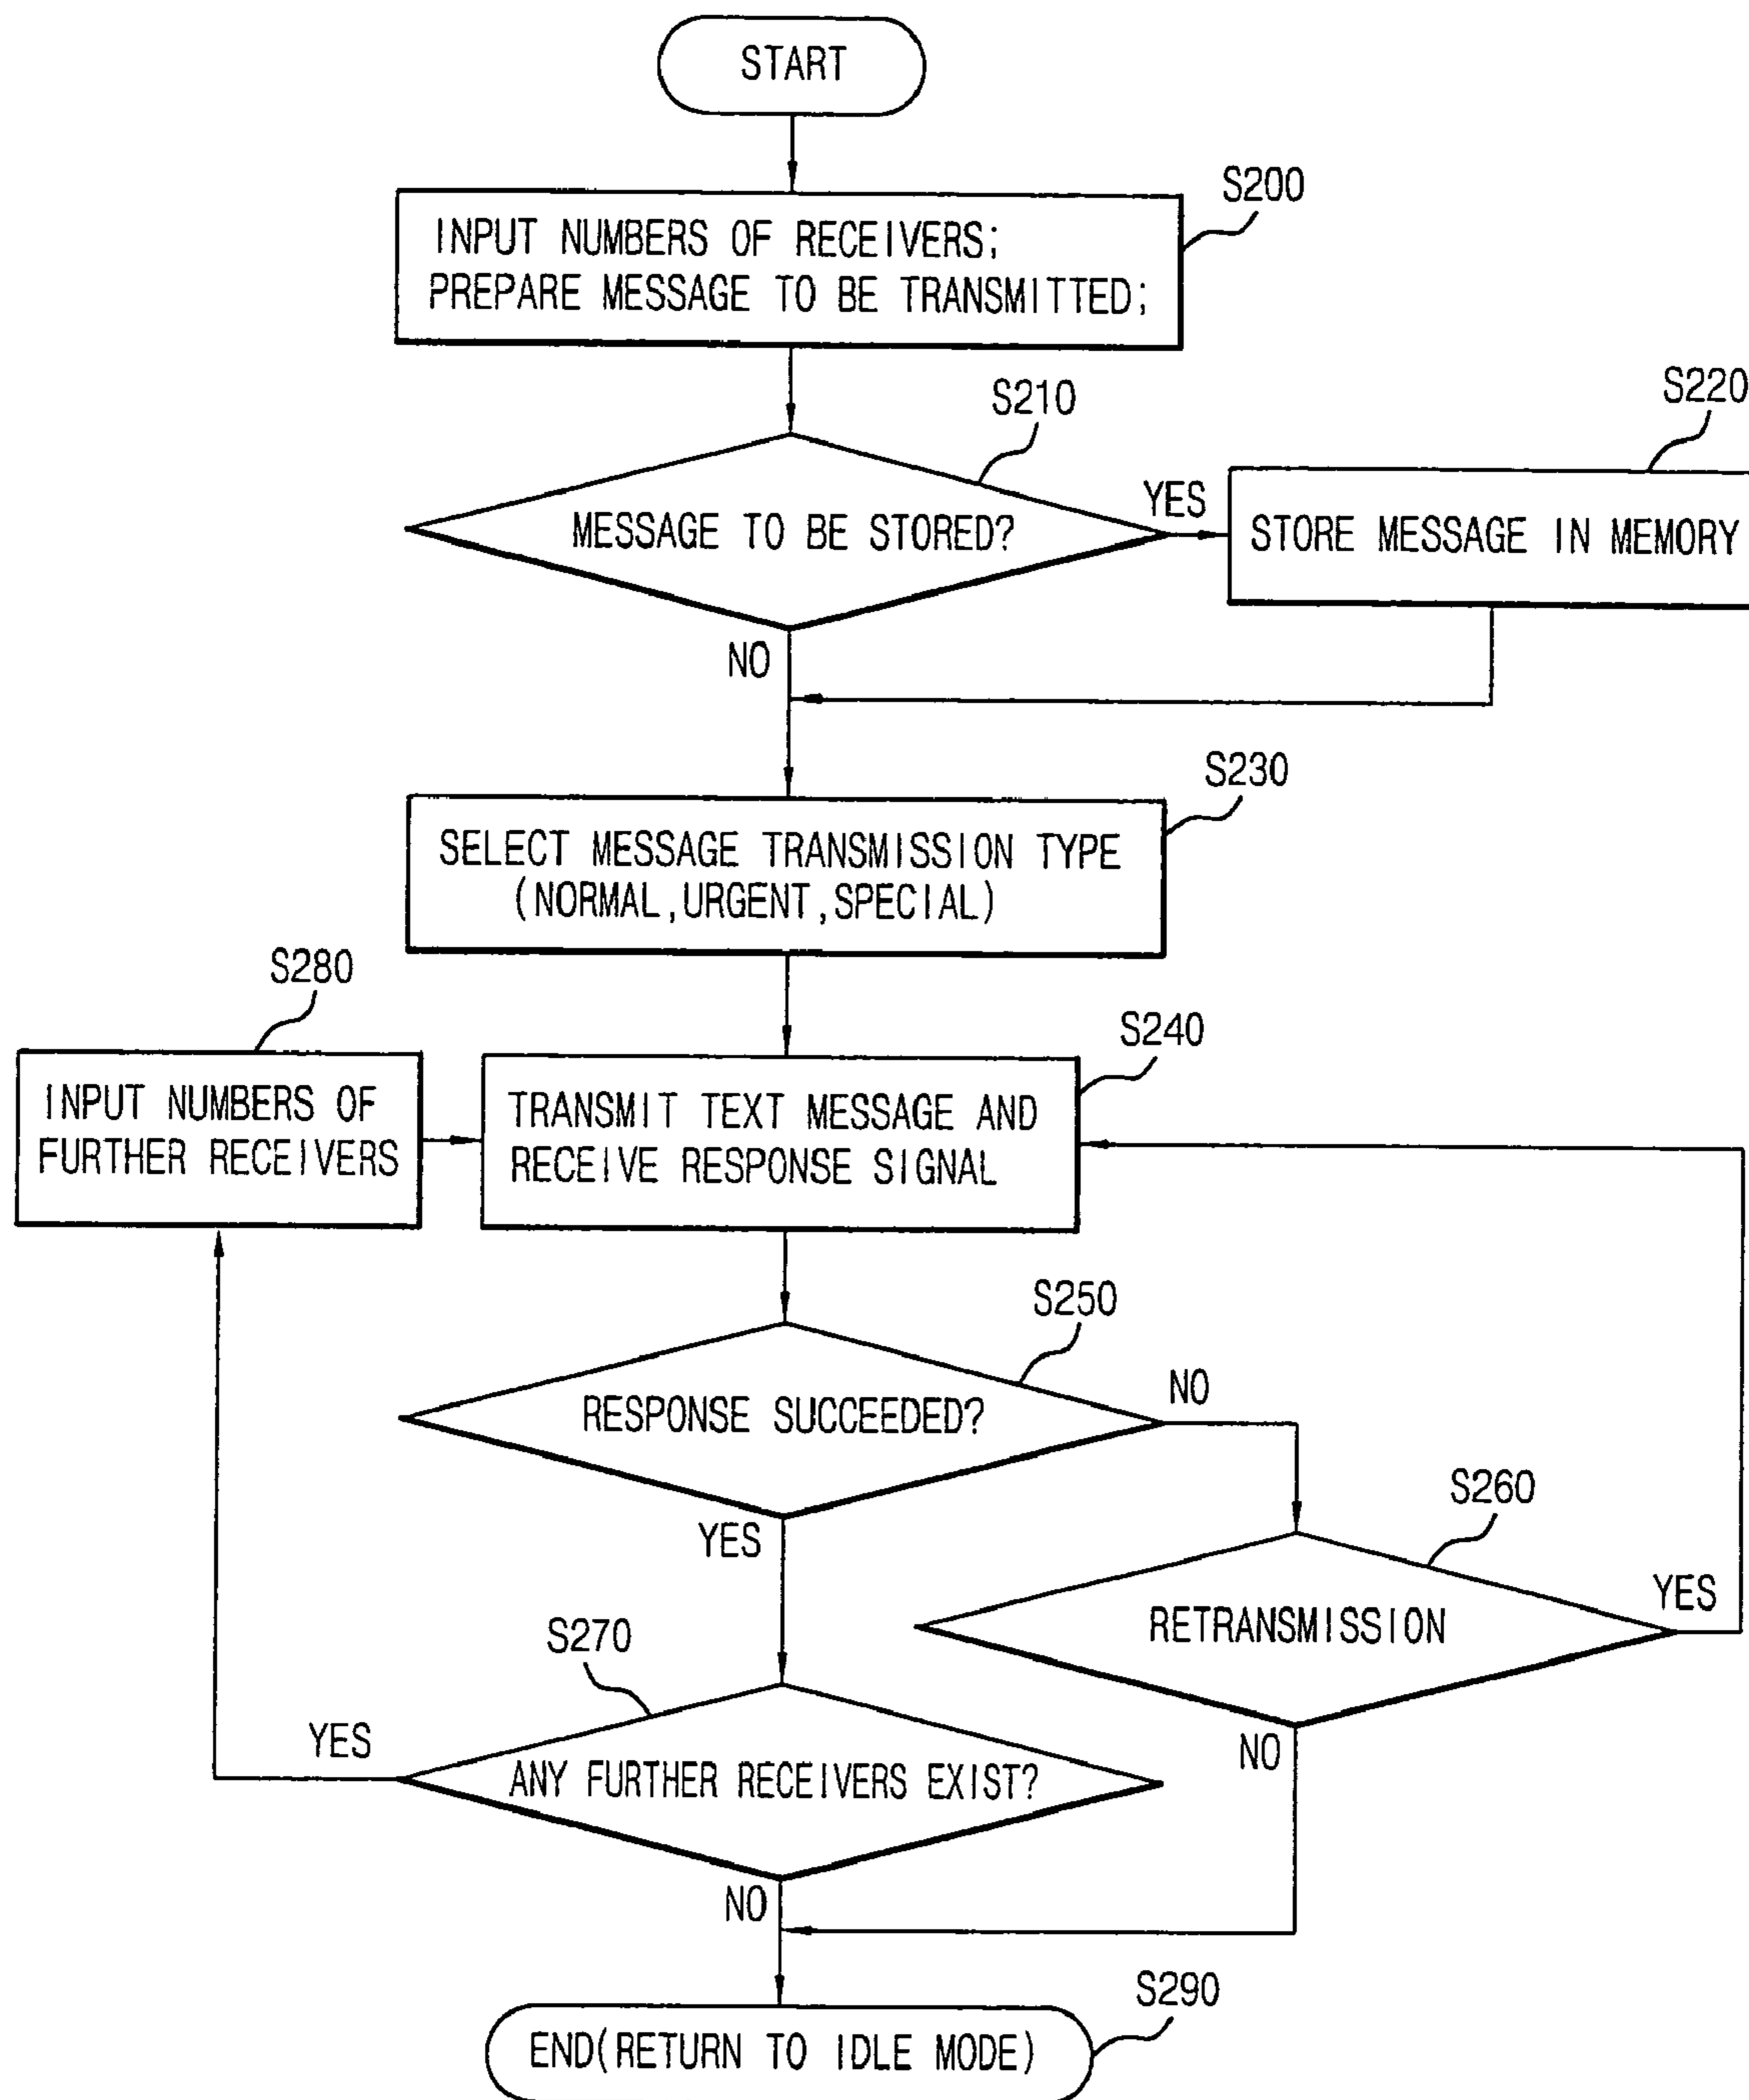 START
S200
INPUT NUMBERS OF RECEIVERS;
PREPARE MESSAGE TO BE TRANSMITTED;
S210
S220
MESSAGE TO BE STORED?
YES
STORE MESSAGE IN MEMORY
NO
S230
SELECT MESSAGE TRANSMISSION TYPE
(NORMAL,URGENT,SPECIAL)
S280
S240
INPUT NUMBERS OF
FURTHER RECEIVERS
TRANSMIT TEXT MESSAGE AND
RECEIVE RESPONSE SIGNAL
S250
RESPONSE SUCCEEDED?
NO
YES
S260
RETRANSMISSION
YES
NO
S270
YES
ANY FURTHER RECEIVERS EXIST?
NO
S290
END(RETURN TO IDLE MODE)